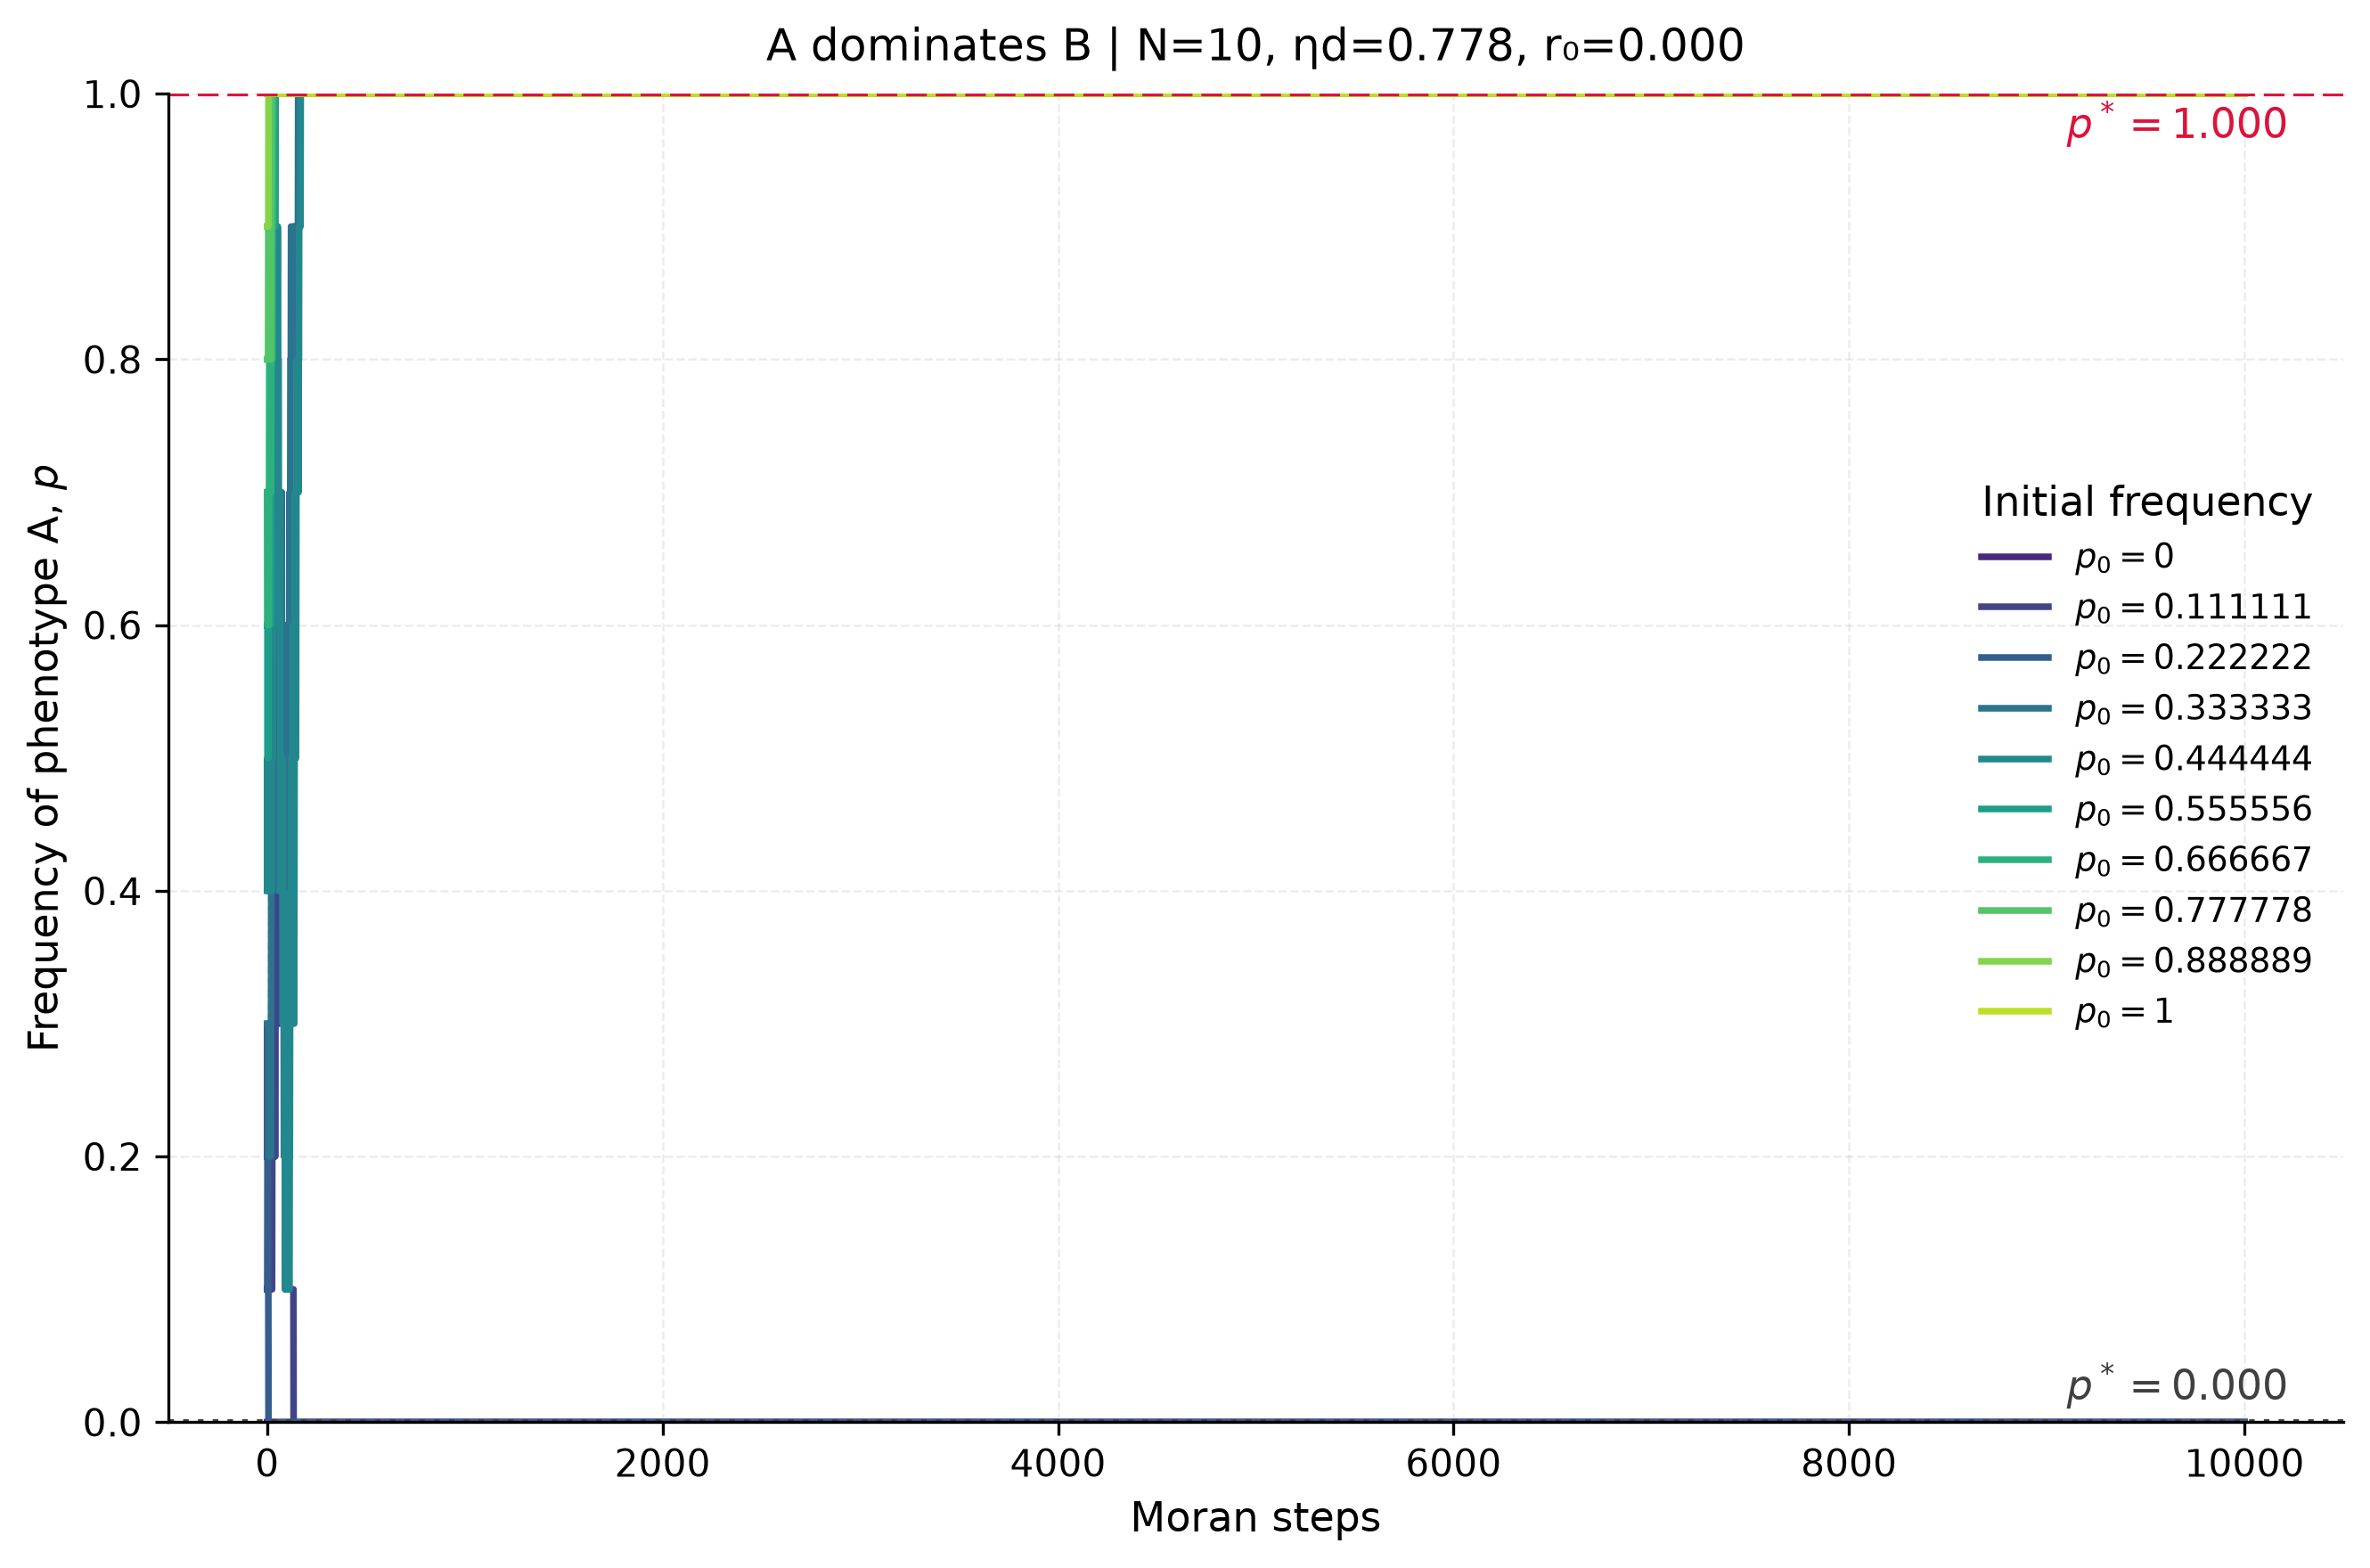 A dominates B | N=10, ηd=0.778, r₀=0.000
1.0
0.8
0.6
0.4
0.2
0.0
Frequency of phenotype A, p
p* = 1.000
Initial frequency
p₀ = 0
p₀ = 0.111111
p₀ = 0.222222
p₀ = 0.333333
p₀ = 0.444444
p₀ = 0.555556
p₀ = 0.666667
p₀ = 0.777778
p₀ = 0.888889
p₀ = 1
p* = 0.000
0 2000 4000 6000 8000 10000
Moran steps